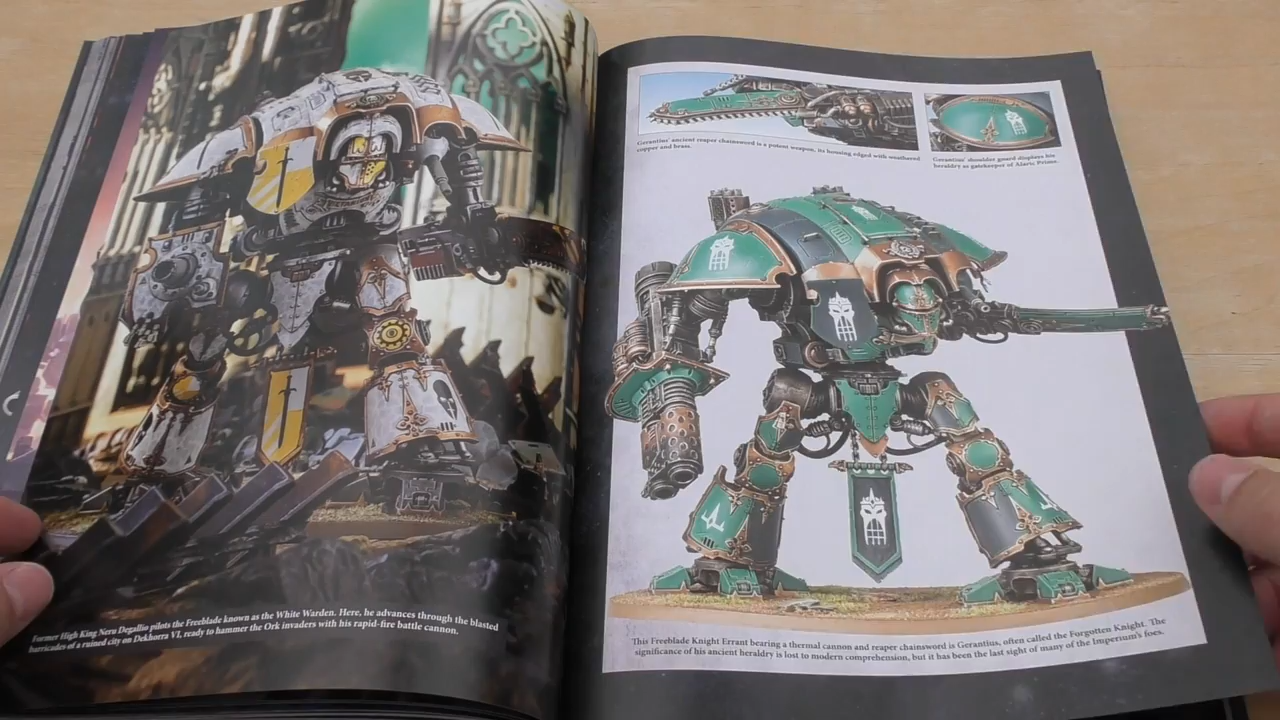 Former High King Neru Degallio pilots the Freeblade known as the White Warden. Here, he advances through the blasted
barricades of a ruined city on Dekhorra VI, ready to hammer the Ork invaders with his rapid-fire battle cannon.
Gerantius' ancient reaper chainsword is a potent weapon, its housing edged with weathered
copper and brass.
Gerantius' shoulder guard displays his
heraldry as gatekeeper of Alaric Prime.
This Freeblade Knight Errant bearing a thermal cannon and reaper chainsword is Gerantius, often called the Forgotten Knight. The
significance of his ancient heraldry is lost to modern comprehension, but it has been the last sight of many of the Imperium's foes.